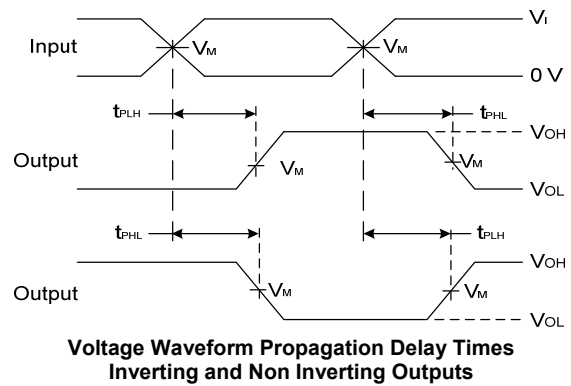 VI
Input
VM
VM
0 V
tPLH
tPHL
VOH
Output
VM
VM
VOL
tPHL
tPLH
VOH
Output
VM
VM
VOL
Voltage Waveform Propagation Delay Times
Inverting and Non Inverting Outputs